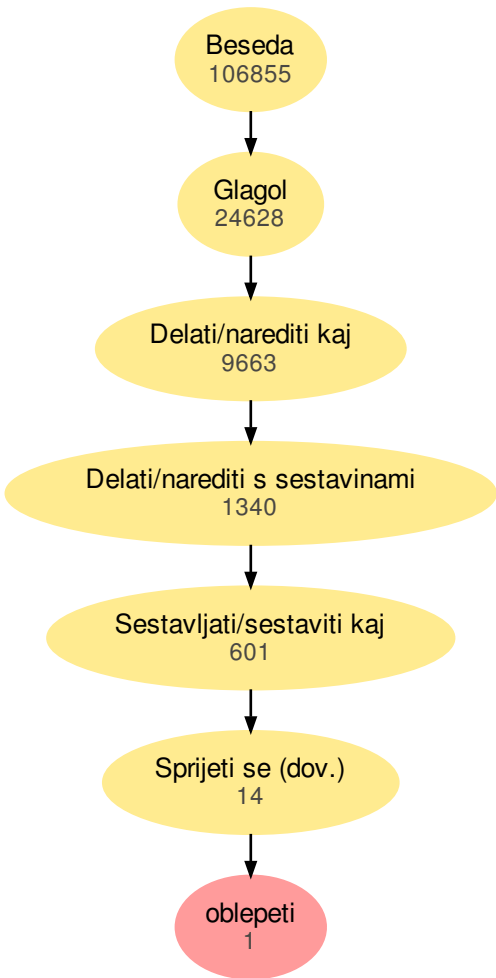 Beseda
106855
Glagol
24628
Delati/narediti kaj
9663
Delati/narediti s sestavinami
1340
Sestavljati/sestaviti kaj
601
Sprijeti se (dov.)
14
oblepeti
1